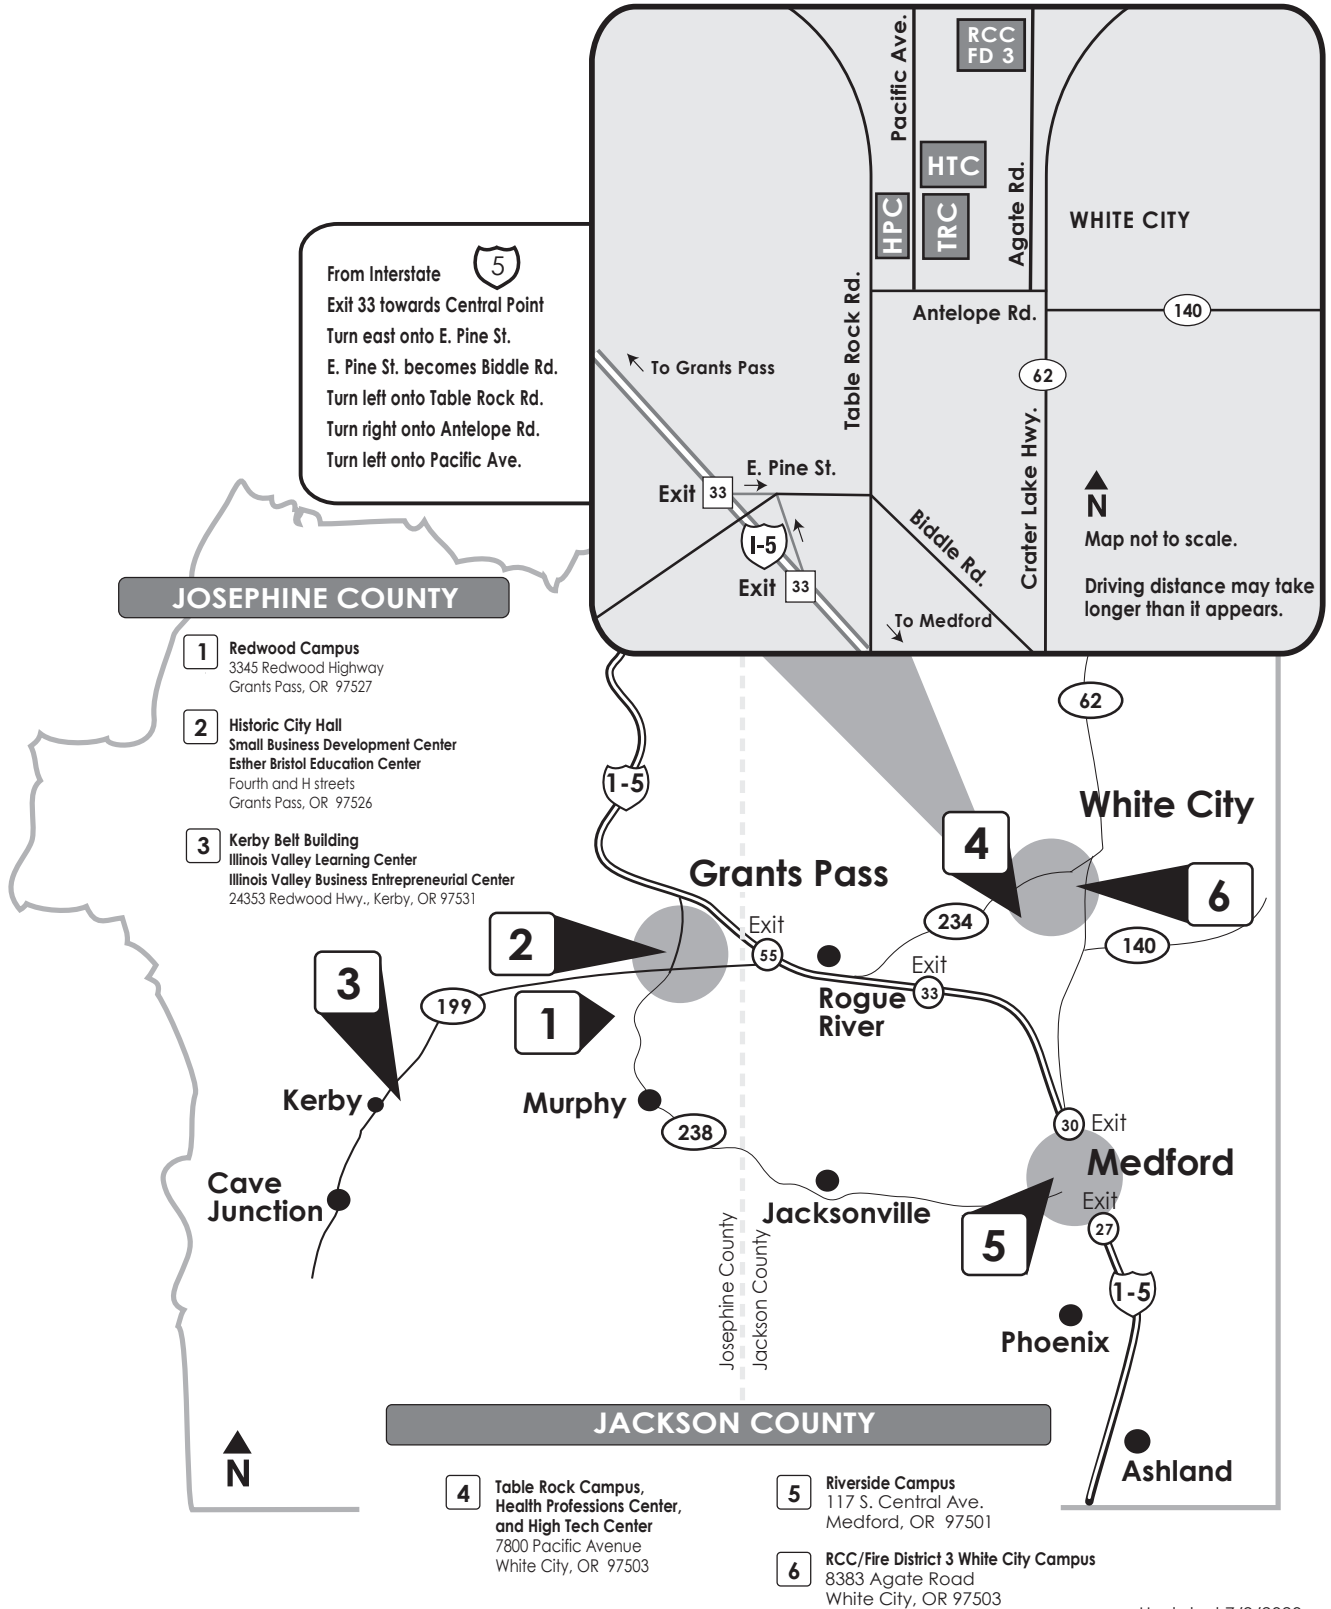 Pacific Ave.
RCC
FD 3
HTC
HPC
TRC
Agate Rd.
WHITE CITY
Table Rock Rd.
Antelope Rd.
140
62
Crater Lake Hwy.
To Grants Pass
E. Pine St.
Exit 33
I-5
Exit 33
Biddle Rd.
To Medford
N
Map not to scale.
Driving distance may take
longer than it appears.
From Interstate 5
Exit 33 towards Central Point
Turn east onto E. Pine St.
E. Pine St. becomes Biddle Rd.
Turn left onto Table Rock Rd.
Turn right onto Antelope Rd.
Turn left onto Pacific Ave.
JOSEPHINE COUNTY
1 Redwood Campus
3345 Redwood Highway
Grants Pass, OR 97527
2 Historic City Hall
Small Business Development Center
Esther Bristol Education Center
Fourth and H streets
Grants Pass, OR 97526
3 Kerby Belt Building
Illinois Valley Learning Center
Illinois Valley Business Entrepreneurial Center
24353 Redwood Hwy., Kerby, OR 97531
62
1-5
White City
4
Grants Pass
6
234
140
2
Exit
55
3
199
Rogue
River
Exit
33
1
Kerby
Murphy
238
30 Exit
Medford
Cave
Junction
Jacksonville
5
Exit
27
1-5
Josephine County
Jackson County
Phoenix
Ashland
N
JACKSON COUNTY
4 Table Rock Campus,
Health Professions Center,
and High Tech Center
7800 Pacific Avenue
White City, OR 97503
5 Riverside Campus
117 S. Central Ave.
Medford, OR 97501
6 RCC/Fire District 3 White City Campus
8383 Agate Road
White City, OR 97503